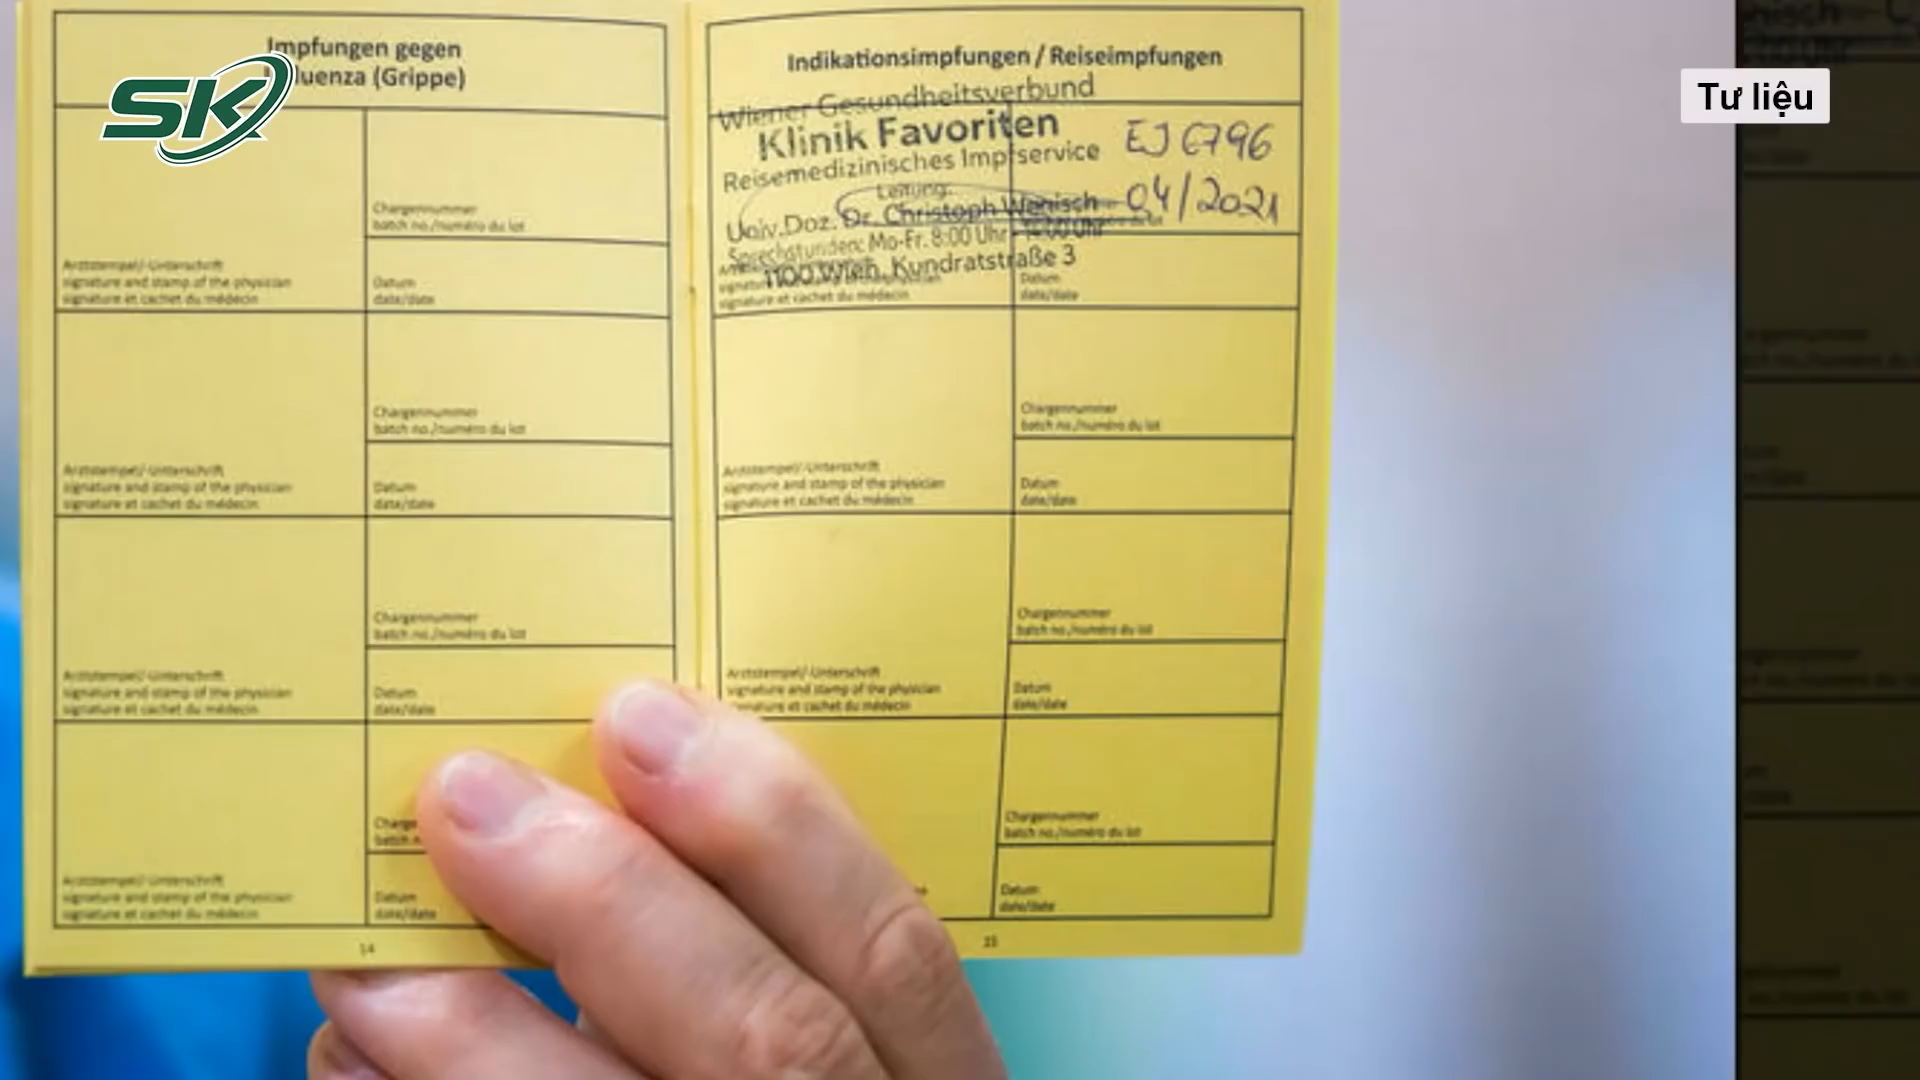 SK
Tư liệu
Impfungen gegen
Influenza (Grippe)
Chargennummer
batch no./numéro du lot
Arztstempel/-Unterschrift
signature and stamp of the physician
signature et cachet du médecin
Datum
date/date
Chargennummer
batch no./numéro du lot
Arztstempel/-Unterschrift
signature and stamp of the physician
signature et cachet du médecin
Datum
date/date
Chargennummer
batch no./numéro du lot
Arztstempel/-Unterschrift
signature and stamp of the physician
signature et cachet du médecin
Datum
date/date
Arztstempel/-Unterschrift
signature and stamp of the physician
signature et cachet du médecin
Datum
date/date
14
Indikationsimpfungen / Reiseimpfungen
Wiener Gesundheitsverbund
Klinik Favoriten
Reisemedizinisches Impfservice
EJ 6796
Leitung:
Univ.Doz. Dr. Christoph Wenisch
04/2021
Sprechstunden: Mo-Fr. 8:00 Uhr - 14:00 Uhr
1100 Wien, Kundratstraße 3
signature et cachet du médecin
Datum
date/date
Chargennummer
batch no./numéro du lot
Arztstempel/-Unterschrift
signature and stamp of the physician
signature et cachet du médecin
Datum
date/date
Chargennummer
batch no./numéro du lot
Arztstempel/-Unterschrift
signature and stamp of the physician
signature et cachet du médecin
Datum
date/date
Chargennummer
batch no./numéro du lot
Datum
date/date
15